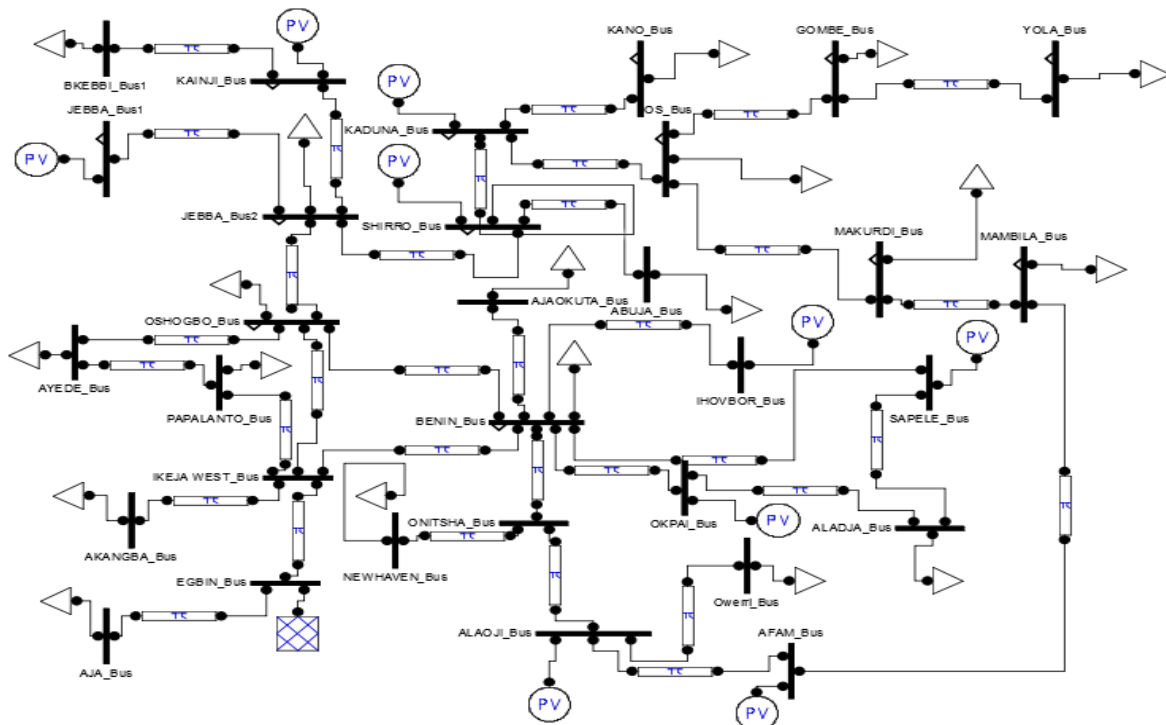 PV
KANO_Bus
GOMBE_Bus
YOLA_Bus
BKEBBI_Bus1
KAINJI_Bus
PV
JEBBA_Bus1
KADUNA_Bus
OS_Bus
PV
PV
JEBBA_Bus2
SHIRRO_Bus
MAKURDI_Bus
MAMBILA_Bus
AJAOKUTA_Bus
ABUJA_Bus
OSHOGBO_Bus
PV
PV
AYEDE_Bus
IHOVBOR_Bus
PAPALANTO_Bus
BENIN_Bus
SAPELE_Bus
IKEJA WEST_Bus
ONITSHA_Bus
OKPAI_Bus
PV
ALADJA_Bus
AKANGBA_Bus
NEWHAVEN_Bus
EGBIN_Bus
Owerri_Bus
ALAOJI_Bus
AFAM_Bus
AJA_Bus
PV
PV